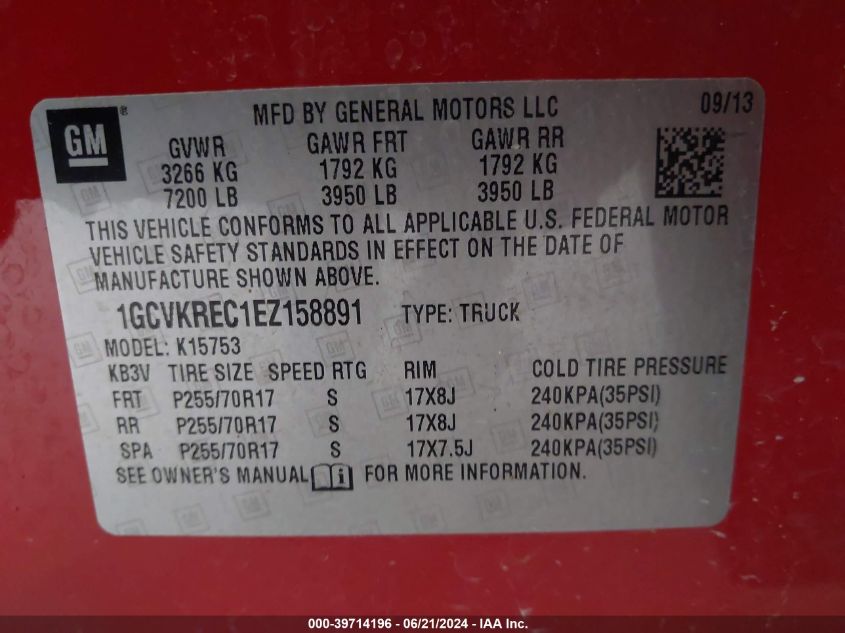 GM®
MFD BY GENERAL MOTORS LLC 09/13
GVWR GAWR FRT GAWR RR
3266 KG 1792 KG 1792 KG
7200 LB 3950 LB 3950 LB
THIS VEHICLE CONFORMS TO ALL APPLICABLE U.S. FEDERAL MOTOR
VEHICLE SAFETY STANDARDS IN EFFECT ON THE DATE OF
MANUFACTURE SHOWN ABOVE.
1GCVKREC1EZ158891 TYPE: TRUCK
MODEL: K15753
KB3V TIRE SIZE SPEED RTG RIM COLD TIRE PRESSURE
FRT P255/70R17 S 17X8J 240KPA(35PSI)
RR P255/70R17 S 17X8J 240KPA(35PSI)
SPA P255/70R17 S 17X7.5J 240KPA(35PSI)
SEE OWNER'S MANUAL FOR MORE INFORMATION.
000-39714196 - 06/21/2024 - IAA Inc.